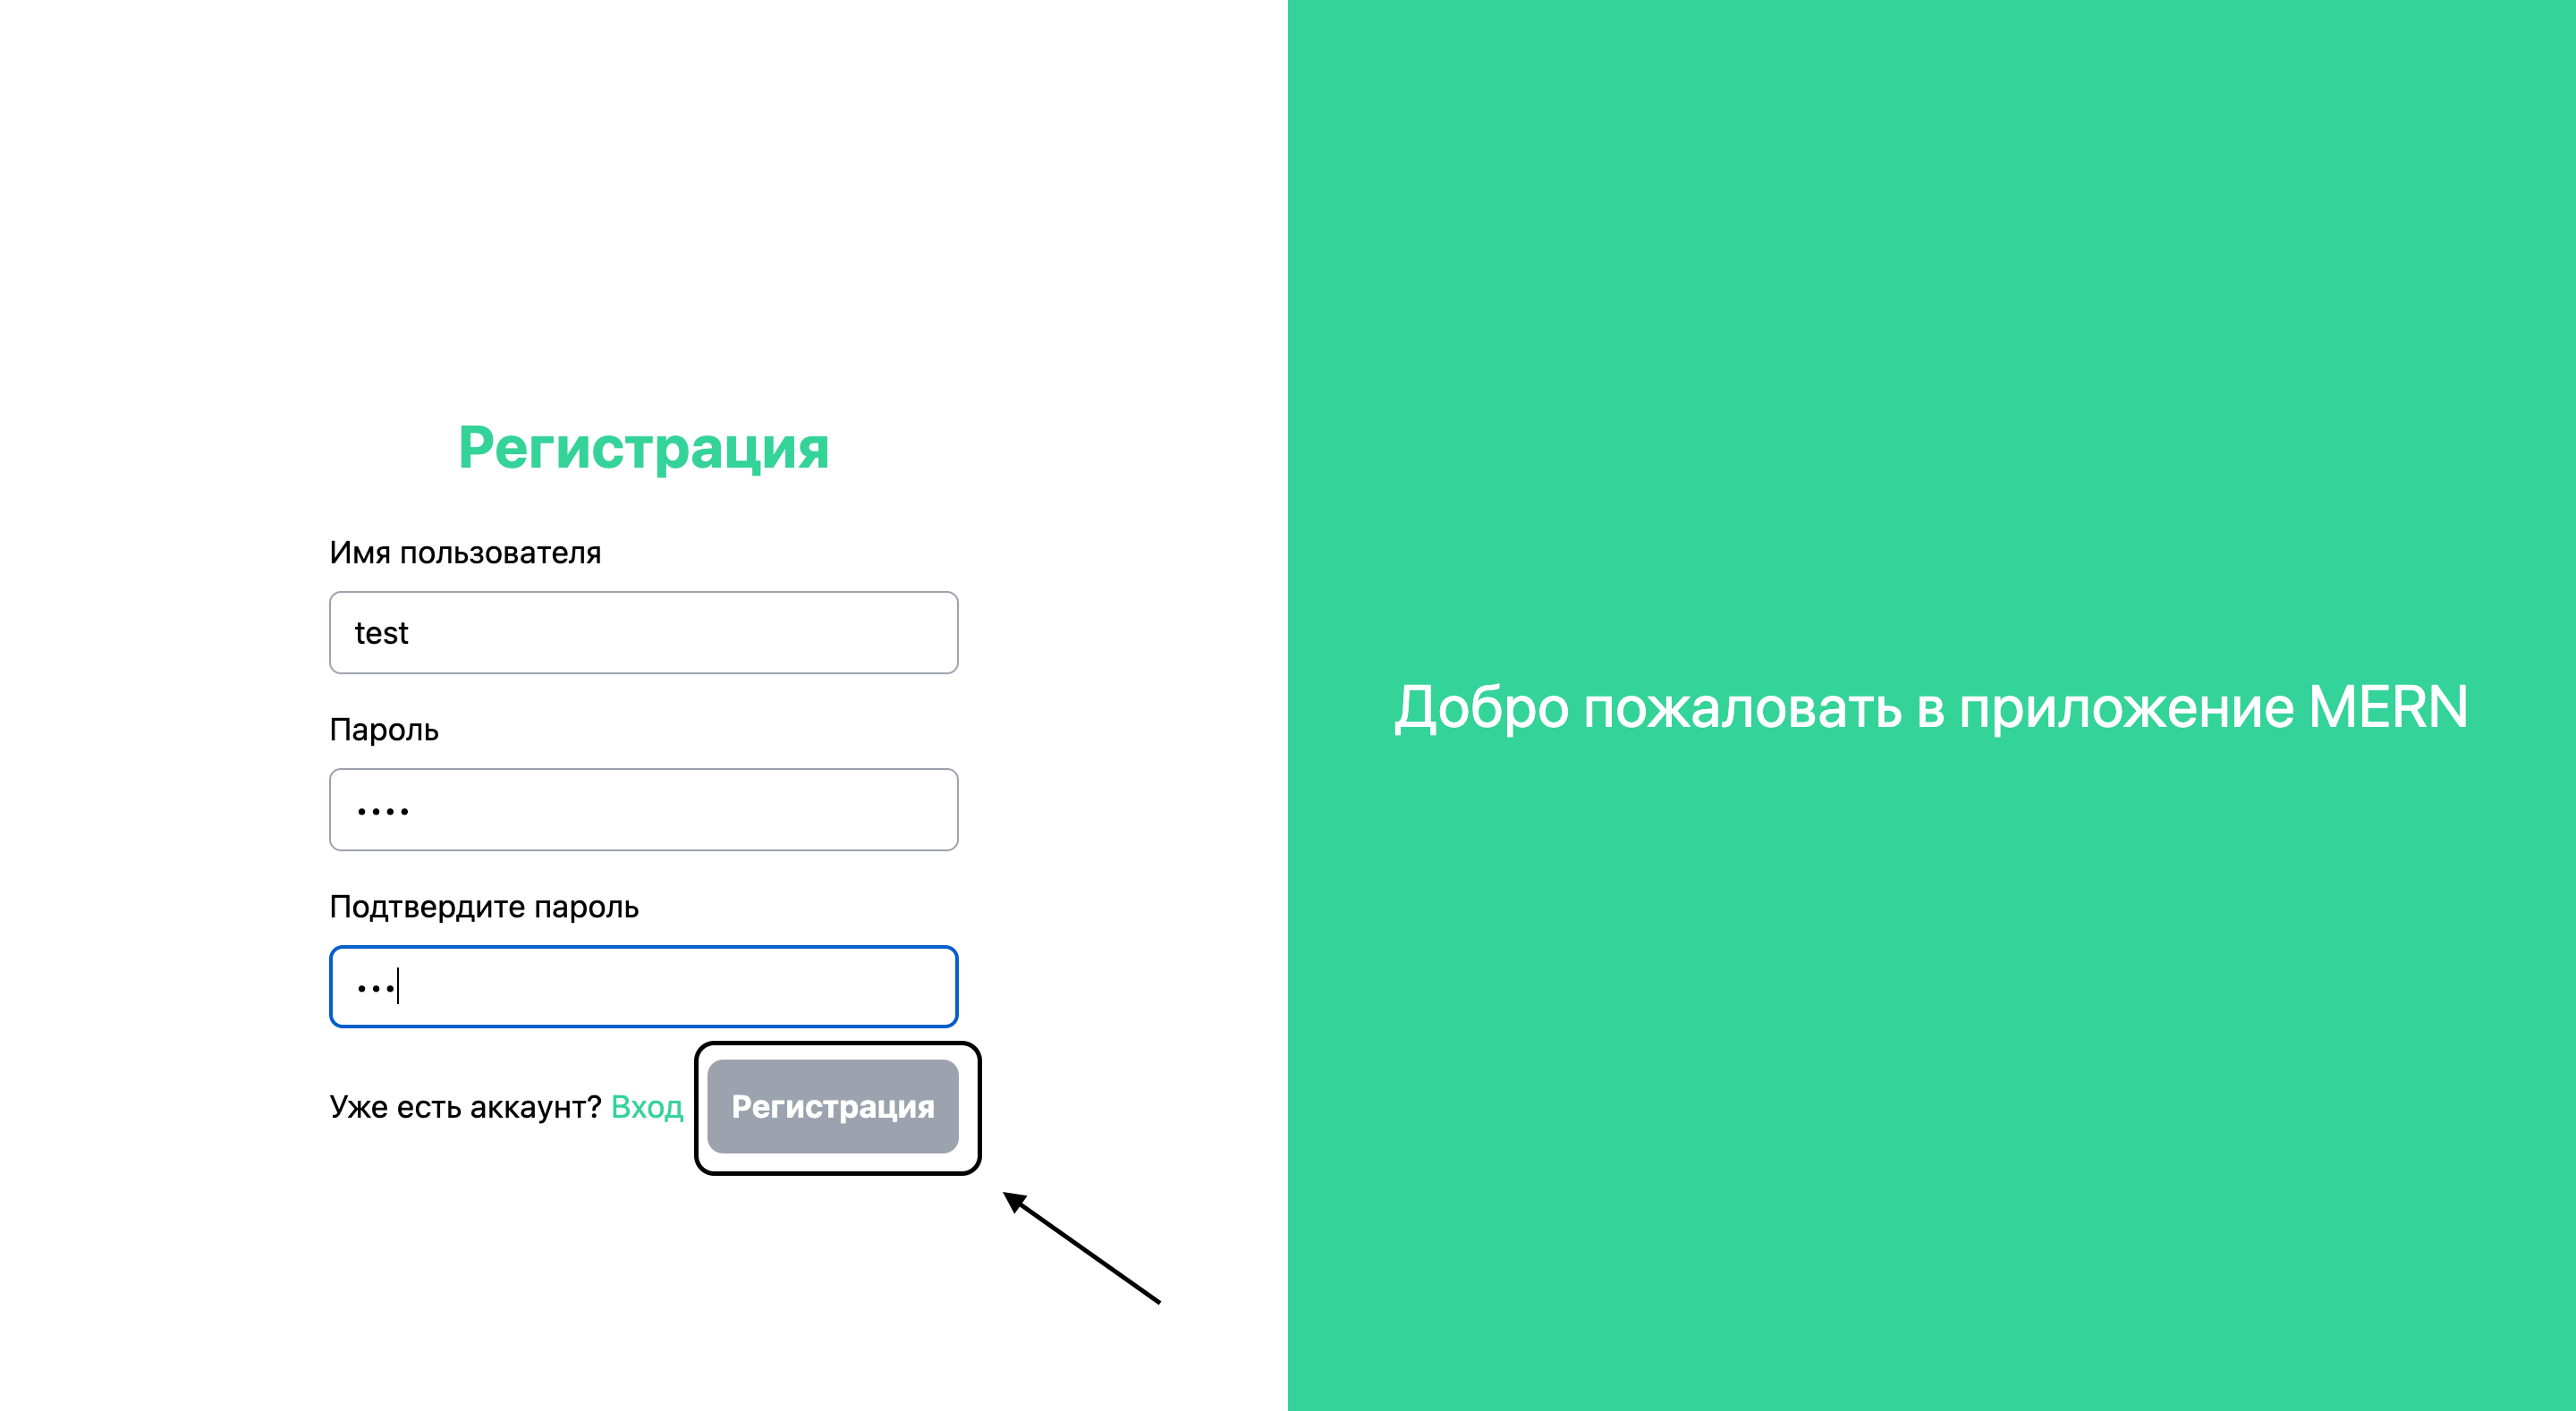 Регистрация
Имя пользователя
test
Пароль
••••
Подтвердите пароль
•••
Уже есть аккаунт? Вход
Регистрация
Добро пожаловать в приложение MERN